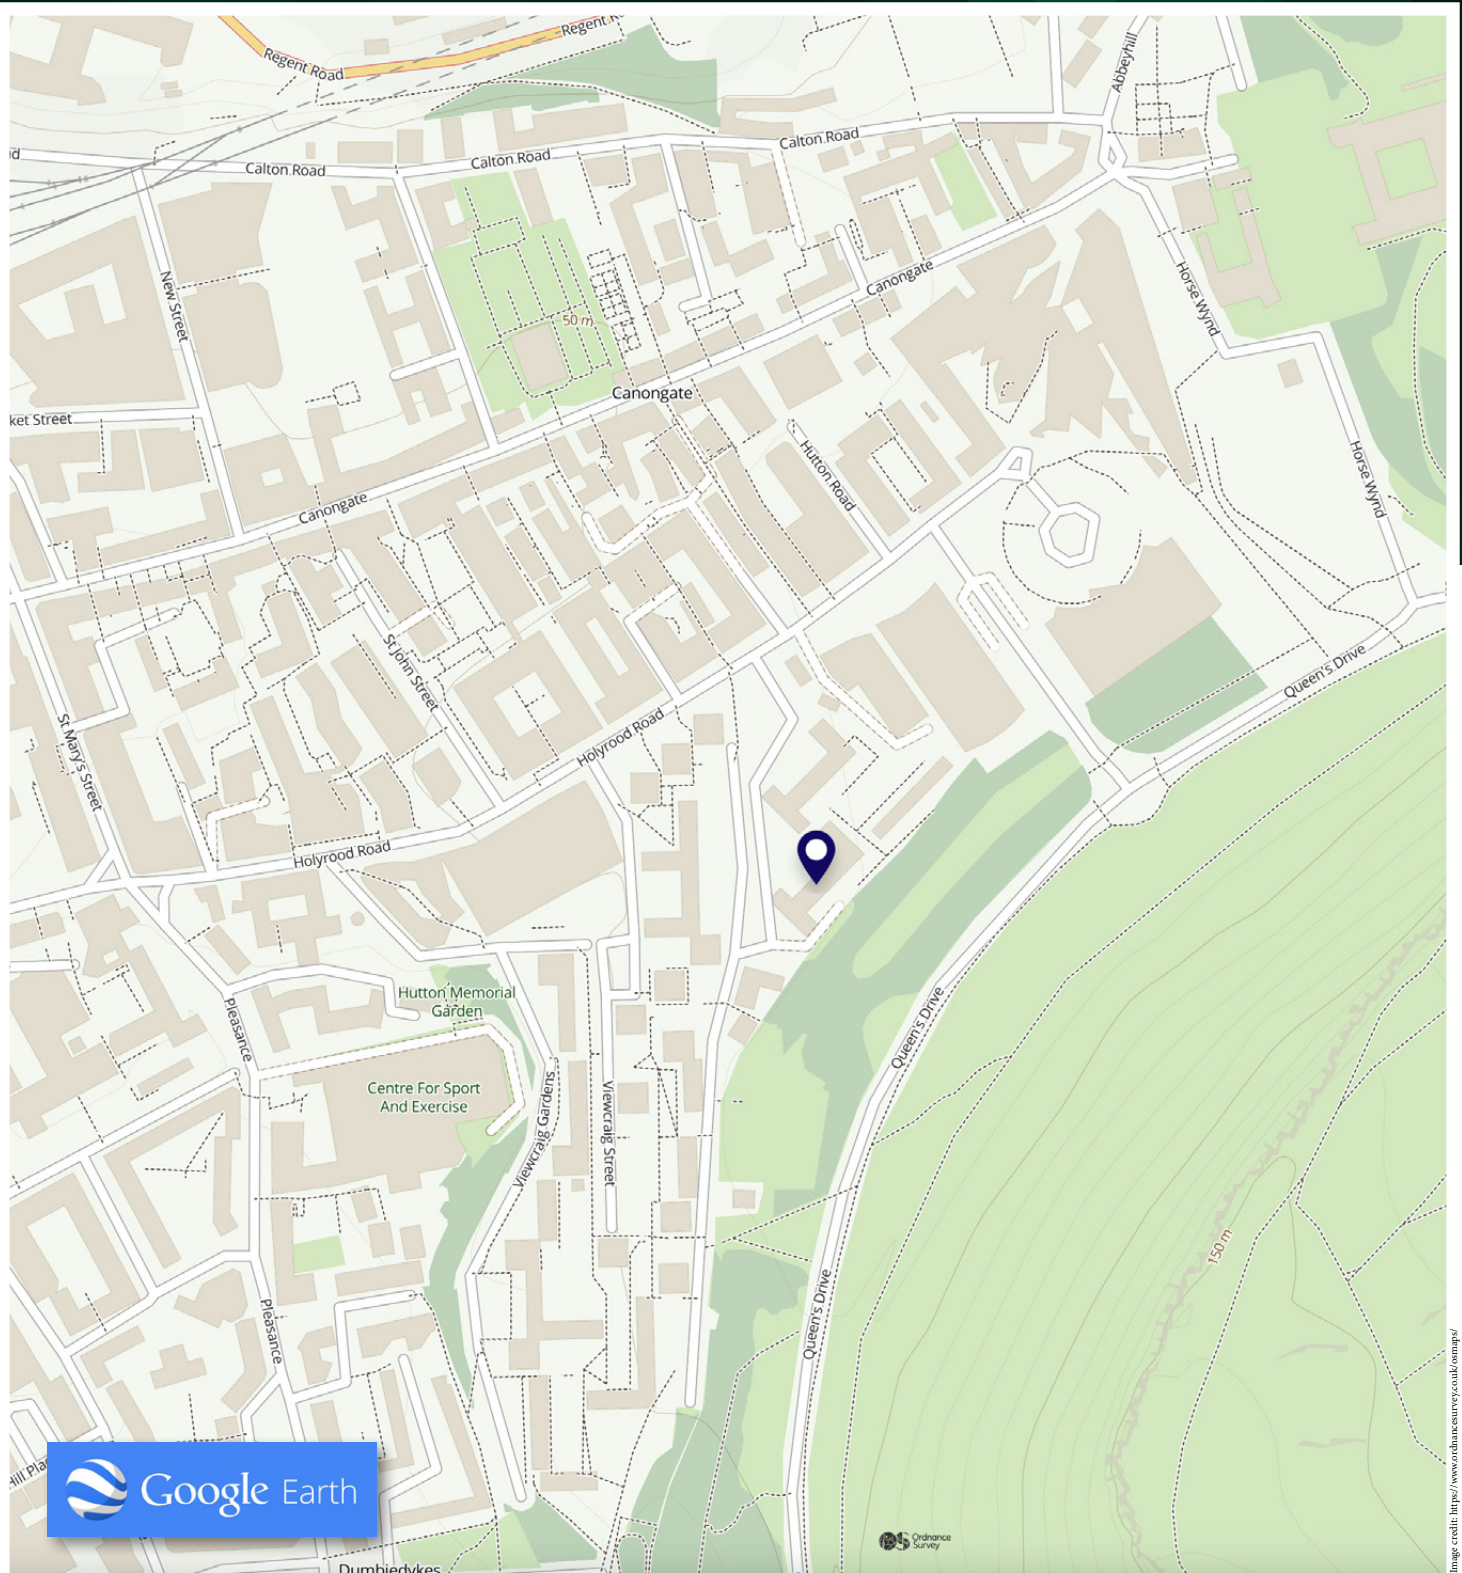 Regent Road
Regent R
Abbeyhill
Calton Road
Calton Road
Calton Road
Canongate
Horse Wynd
New Street
50 m
Canongate
ket Street
Hutton Road
Horse Wynd
Canongate
St John Street
Queen's Drive
St Mary's Street
Holyrood Road
Holyrood Road
Hutton Memorial
Garden
Pleasance
Queen's Drive
Centre For Sport
And Exercise
Viewcraig Gardens
Viewcraig Street
150 m
Pleasance
Queen's Drive
Google Earth
Ordnance
Survey
Dumbiedykes
Image credit: https://www.ordnancesurvey.co.uk/osmaps/